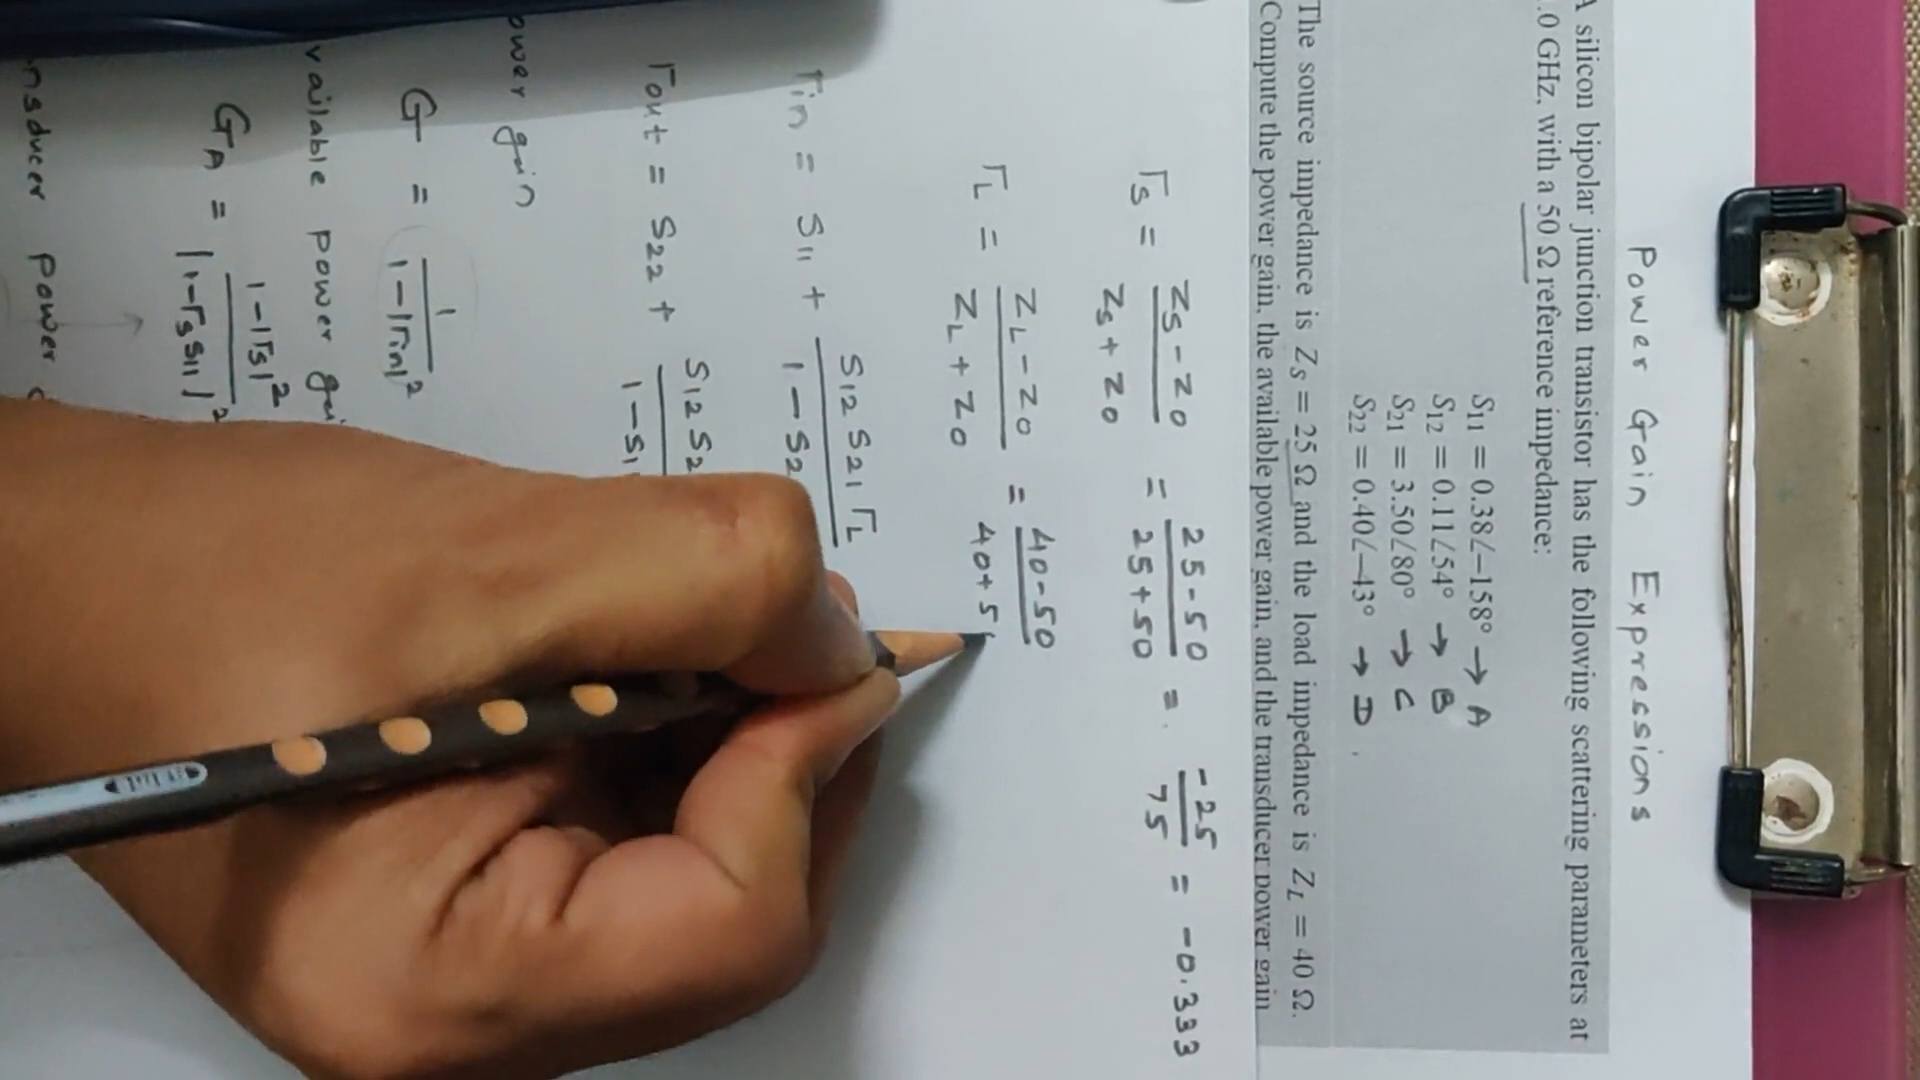 Power Gain Expressions
A silicon bipolar junction transistor has the following scattering parameters at
.0 GHz, with a 50 Ω reference impedance:
S11 = 0.38∠−158° → A
S12 = 0.11∠54° → B
S21 = 3.50∠80° → C
S22 = 0.40∠−43° → D .
The source impedance is ZS = 25 Ω and the load impedance is ZL = 40 Ω.
Compute the power gain, the available power gain, and the transducer power gain
ΓS = ZS - Z0 / ZS + Z0 = 25 - 50 / 25 + 50 = . -25 / 75 = -0.333
ΓL = ZL - Z0 / ZL + Z0 = 40 - 50 / 40 + 5
Γin = S11 + S12 S21 ΓL / 1 - S2
Γout = S22 + S12 S2 / 1 - S1
ower gain
G = 1 / 1 - |Γin|²
vailable power gai
GA = 1 - |ΓS|² / |1 - ΓS S11|²
nsducer power